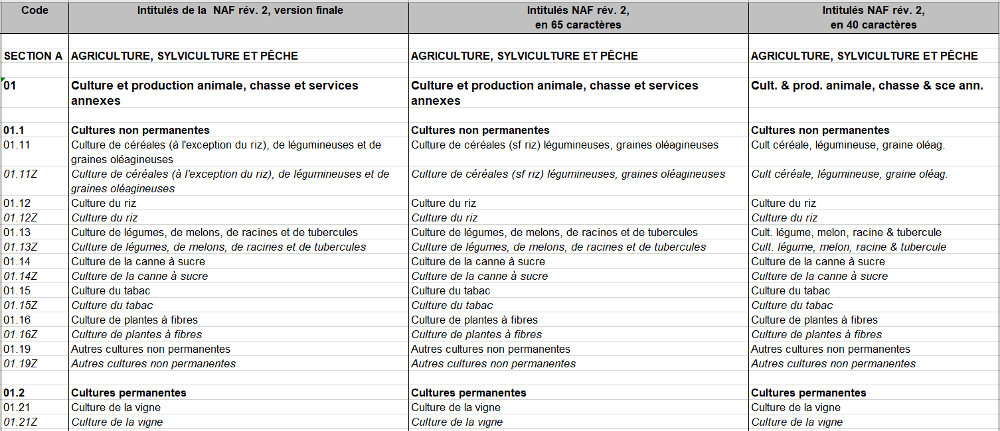 Code Intitulés de la  NAF rév. 2, version finale Intitulés NAF rév. 2, Intitulés NAF rév. 2,
en 65 caractères en 40 caractères
SECTION A AGRICULTURE, SYLVICULTURE ET PÊCHE AGRICULTURE, SYLVICULTURE ET PÊCHE AGRICULTURE, SYLVICULTURE ET PÊCHE
01 Culture et production animale, chasse et services Culture et production animale, chasse et services Cult. & prod. animale, chasse & sce ann.
annexes annexes
01.1 Cultures non permanentes Cultures non permanentes Cultures non permanentes
01.11 Culture de céréales (à l'exception du riz), de légumineuses et de Culture de céréales (sf riz) légumineuses, graines oléagineuses Cult céréale, légumineuse, graine oléag.
graines oléagineuses
01.11Z Culture de céréales (à l'exception du riz), de légumineuses et de Culture de céréales (sf riz) légumineuses, graines oléagineuses Cult céréale, légumineuse, graine oléag.
graines oléagineuses
01.12 Culture du riz Culture du riz Culture du riz
01.12Z Culture du riz Culture du riz Culture du riz
01.13 Culture de légumes, de melons, de racines et de tubercules Culture de légumes, de melons, de racines et de tubercules Cult. légume, melon, racine & tubercule
01.13Z Culture de légumes, de melons, de racines et de tubercules Culture de légumes, de melons, de racines et de tubercules Cult. légume, melon, racine & tubercule
01.14 Culture de la canne à sucre Culture de la canne à sucre Culture de la canne à sucre
01.14Z Culture de la canne à sucre Culture de la canne à sucre Culture de la canne à sucre
01.15 Culture du tabac Culture du tabac Culture du tabac
01.15Z Culture du tabac Culture du tabac Culture du tabac
01.16 Culture de plantes à fibres Culture de plantes à fibres Culture de plantes à fibres
01.16Z Culture de plantes à fibres Culture de plantes à fibres Culture de plantes à fibres
01.19 Autres cultures non permanentes Autres cultures non permanentes Autres cultures non permanentes
01.19Z Autres cultures non permanentes Autres cultures non permanentes Autres cultures non permanentes
01.2 Cultures permanentes Cultures permanentes Cultures permanentes
01.21 Culture de la vigne Culture de la vigne Culture de la vigne
01.21Z Culture de la vigne Culture de la vigne Culture de la vigne